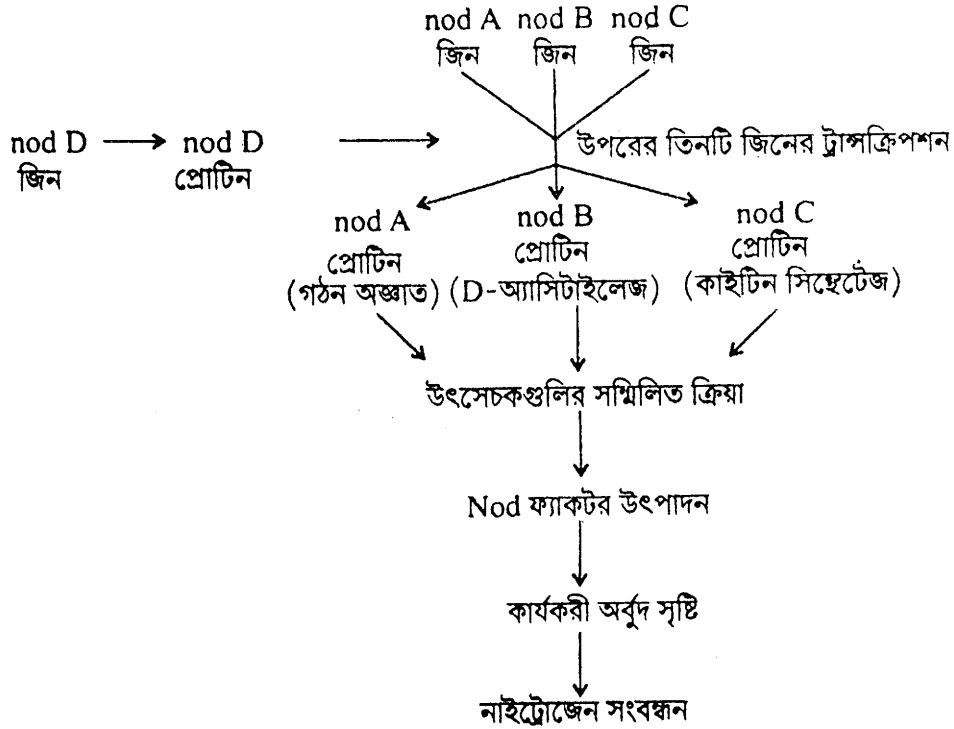 nod A nod B nod C
জিন জিন জিন
nod D nod D
জিন প্রোটিন
উপরের তিনটি জিনের ট্রান্সক্রিপশন
nod A nod B nod C
প্রোটিন প্রোটিন প্রোটিন
(গঠন অজ্ঞাত) (D-অ্যাসিটাইলেজ) (কাইটিন সিন্থেটেঁজ)
উৎসেচকগুলির সম্মিলিত ক্রিয়া
Nod ফ্যাকটর উৎপাদন
কার্যকরী অর্বুদ সৃষ্টি
নাইট্রোজেন সংবন্ধন